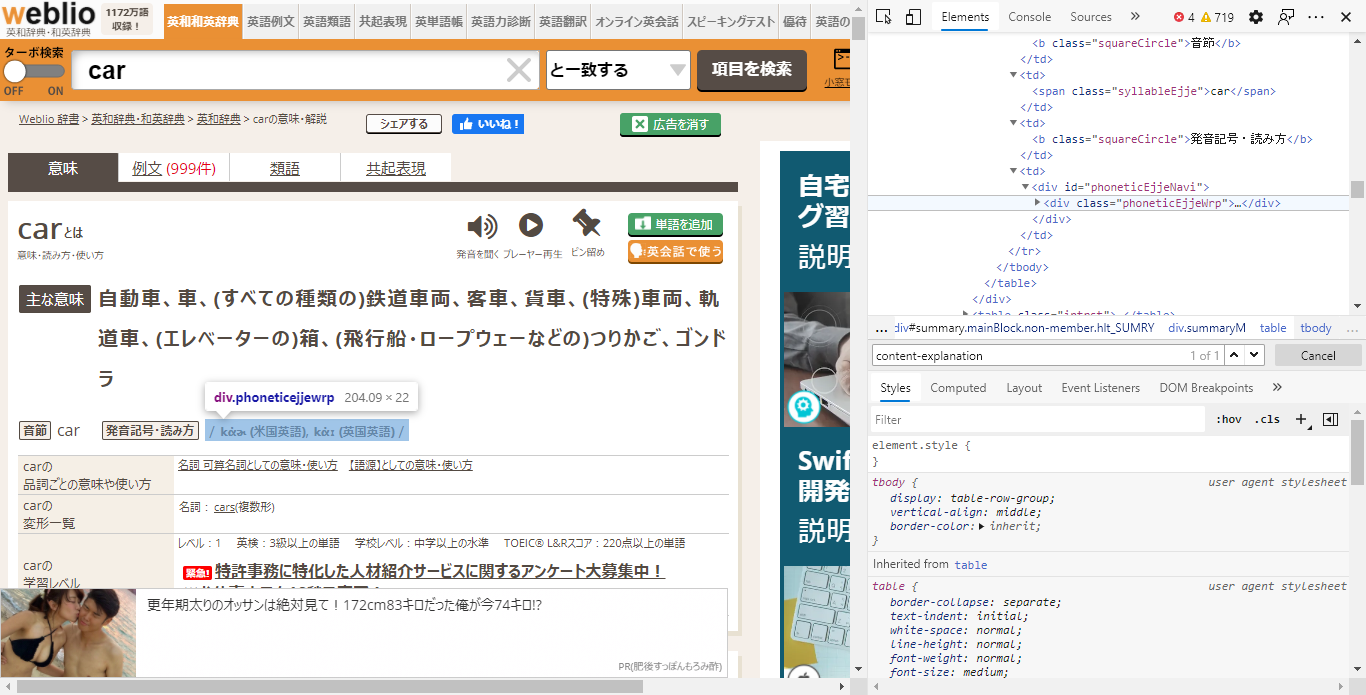 weblio
英和辞典・和英辞典
1172万語
収録！
英和和英辞典
英語例文
英語類語
共起表現
英単語帳
英語力診断
英語翻訳
オンライン英会話
スピーキングテスト
優待
英語の
ターボ検索
OFF ON
car
と一致する
項目を検索
小窓モ
Weblio 辞書 > 英和辞典・和英辞典 > 英和辞典 > carの意味・解説
シェアする
いいね！
広告を消す
意味
例文 (999件)
類語
共起表現
carとは
意味・読み方・使い方
発音を聞く
プレーヤー再生
ピン留め
単語を追加
英会話で使う
主な意味
自動車、車、(すべての種類の)鉄道車両、客車、貨車、(特殊)車両、軌
道車、(エレベーターの)箱、(飛行船・ロープウェーなどの)つりかご、ゴンド
ラ
div.phoneticejjewrp 204.09 × 22
音節 car 発音記号・読み方 / kάɚ (米国英語), kάɪ (英国英語) /
carの
品詞ごとの意味や使い方
名詞 可算名詞としての意味・使い方 【語源】としての意味・使い方
carの
変形一覧
名詞： cars(複数形)
carの
学習レベル
レベル：1 英検：3級以上の単語 学校レベル：中学以上の水準 TOEIC® L&Rスコア：220点以上の単語
緊急! 特許事務に特化した人材紹介サービスに関するアンケート大募集中！
更年期太りのオッサンは絶対見て！172cm83キロだった俺が今74キロ!?
PR(肥後すっぽんもろみ酢)
自宅
グ習
説明
Swif
開発
説明
Elements Console Sources » 4 719
<b class="squareCircle">音節</b>
</td>
<td>
<span class="syllableEjje">car</span>
</td>
<td>
<b class="squareCircle">発音記号・読み方</b>
</td>
<td>
<div id="phoneticEjjeNavi">
<div class="phoneticEjjeWrp">…</div>
</div>
</td>
</tr>
</tbody>
</table>
</div>
<table class="intrst">…</table>
... div#summary.mainBlock.non-member.hlt_SUMRY div.summaryM table tbody ...
content-explanation 1 of 1 Cancel
Styles Computed Layout Event Listeners DOM Breakpoints »
Filter :hov .cls +
element.style {
}
tbody { user agent stylesheet
display: table-row-group;
vertical-align: middle;
border-color: inherit;
}
Inherited from table
table { user agent stylesheet
border-collapse: separate;
text-indent: initial;
white-space: normal;
line-height: normal;
font-weight: normal;
font-size: medium;